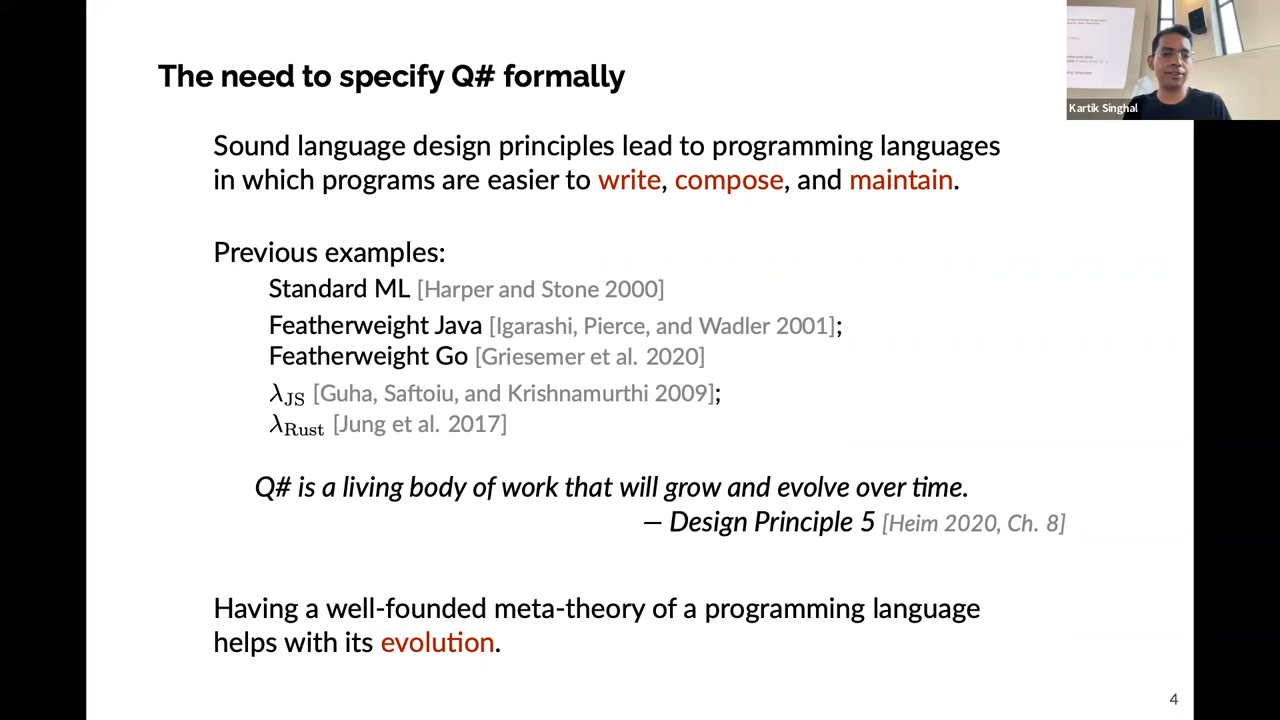 The need to specify Q# formally
Kartik Singhal
Sound language design principles lead to programming languages
in which programs are easier to write, compose, and maintain.
Previous examples:
Standard ML [Harper and Stone 2000]
Featherweight Java [Igarashi, Pierce, and Wadler 2001];
Featherweight Go [Griesemer et al. 2020]
λJS [Guha, Saftoiu, and Krishnamurthi 2009];
λRust [Jung et al. 2017]
Q# is a living body of work that will grow and evolve over time.
— Design Principle 5 [Heim 2020, Ch. 8]
Having a well-founded meta-theory of a programming language
helps with its evolution.
4